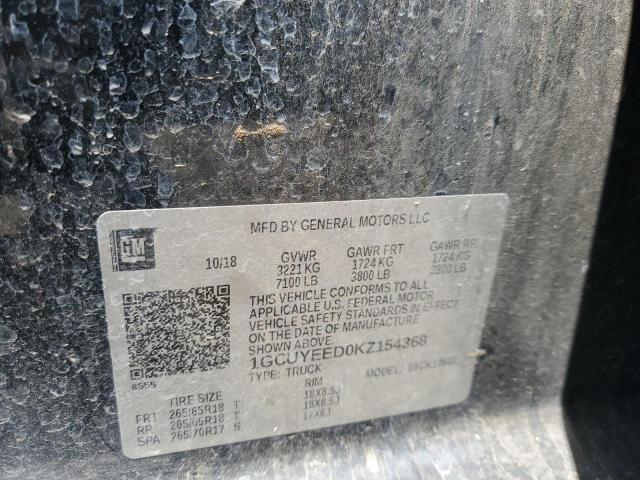 MFD BY GENERAL MOTORS LLC
GM
10/18 GVWR GAWR FRT GAWR RR
3221 KG 1724 KG 1724 KG
7100 LB 3800 LB 3800 LB
THIS VEHICLE CONFORMS TO ALL
APPLICABLE U.S. FEDERAL MOTOR
VEHICLE SAFETY STANDARDS IN EFFECT
ON THE DATE OF MANUFACTURE
SHOWN ABOVE.
1GCUYEED0KZ154368
8555
TYPE: TRUCK MODEL:
TIRE SIZE RIM
FRT 265/65R18 T 18X8.5J
RR 265/65R18 T 18X8.5J
SPA 265/70R17 S 17X8J